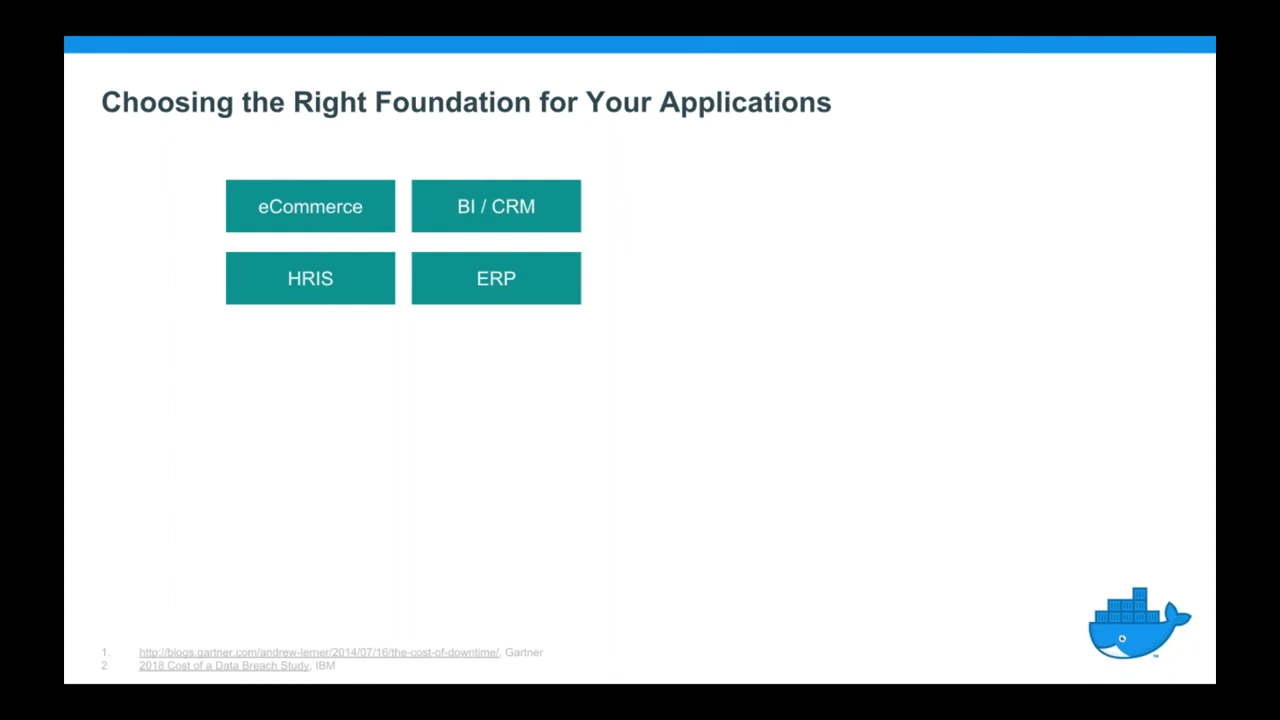 Choosing the Right Foundation for Your Applications
eCommerce
BI / CRM
HRIS
ERP
1. http://blogs.gartner.com/andrew-lerner/2014/07/16/the-cost-of-downtime/, Gartner
2. 2018 Cost of a Data Breach Study, IBM